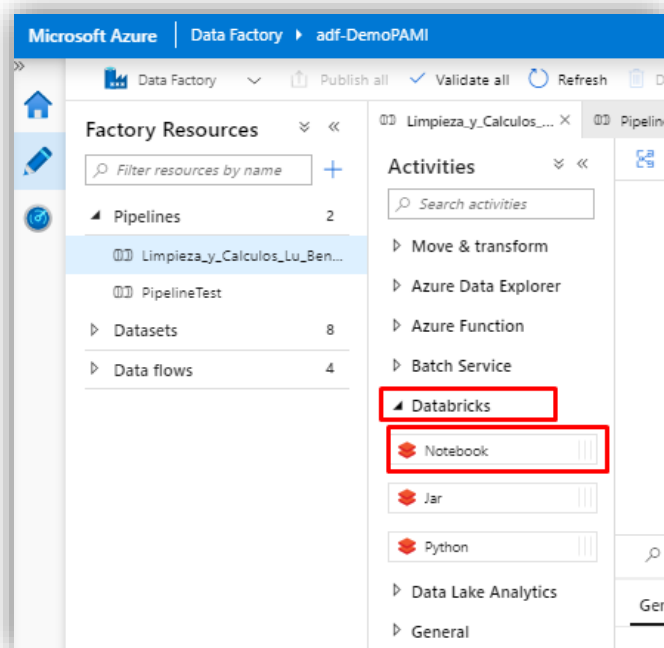 Microsoft Azure
Data Factory
adf-DemoPAMI
Data Factory
Publish all
Validate all
Refresh
D
Factory Resources
Filter resources by name
Pipelines 2
Limpieza_y_Calculos_Lu_Ben...
PipelineTest
Datasets 8
Data flows 4
Limpieza_y_Calculos_...
Pipelin
Activities
Search activities
Move & transform
Azure Data Explorer
Azure Function
Batch Service
Databricks
Notebook
Jar
Python
Data Lake Analytics
General
Ger